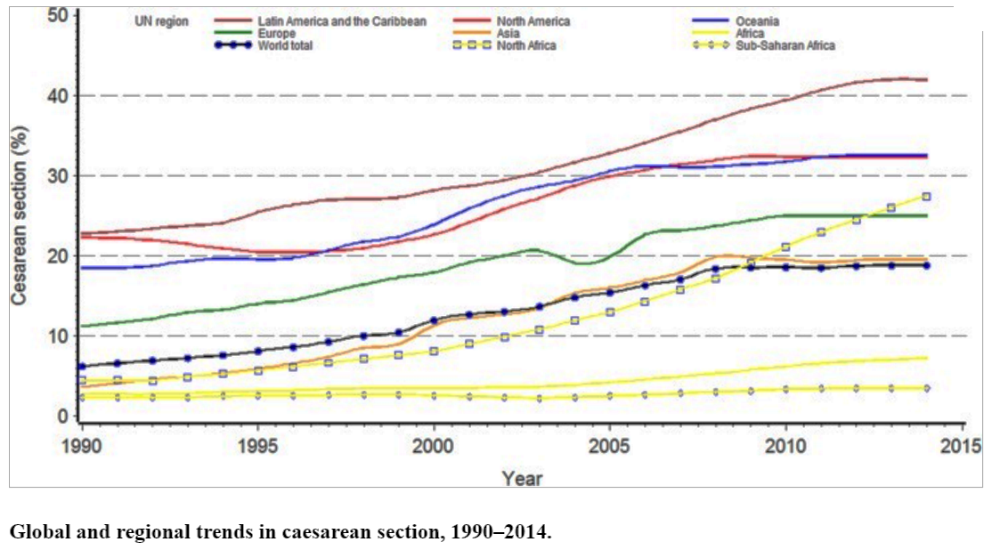 UN region Latin America and the Caribbean North America Oceania
Europe Asia Africa
World total North Africa Sub-Saharan Africa
50
40
30
20
10
0
Cesarean section (%)
1990 1995 2000 2005 2010 2015
Year
Global and regional trends in caesarean section, 1990–2014.